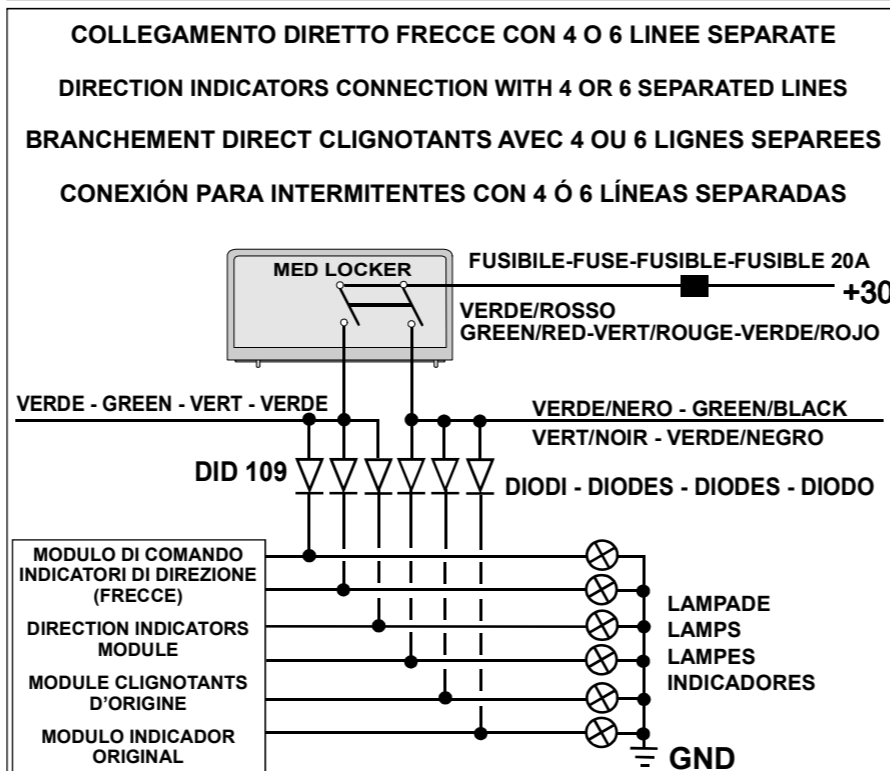 COLLEGAMENTO DIRETTO FRECCE CON 4 O 6 LINEE SEPARATE
DIRECTION INDICATORS CONNECTION WITH 4 OR 6 SEPARATED LINES
BRANCHEMENT DIRECT CLIGNOTANTS AVEC 4 OU 6 LIGNES SEPAREES
CONEXIÓN PARA INTERMITENTES CON 4 Ó 6 LÍNEAS SEPARADAS
MED LOCKER
FUSIBILE-FUSE-FUSIBLE-FUSIBLE 20A
+30
VERDE/ROSSO
GREEN/RED-VERT/ROUGE-VERDE/ROJO
VERDE - GREEN - VERT - VERDE
VERDE/NERO - GREEN/BLACK
VERT/NOIR - VERDE/NEGRO
DID 109
DIODI - DIODES - DIODES - DIODO
MODULO DI COMANDO
INDICATORI DI DIREZIONE
(FRECCE)
DIRECTION INDICATORS
MODULE
MODULE CLIGNOTANTS
D'ORIGINE
MODULO INDICADOR
ORIGINAL
LAMPADE
LAMPS
LAMPES
INDICADORES
GND